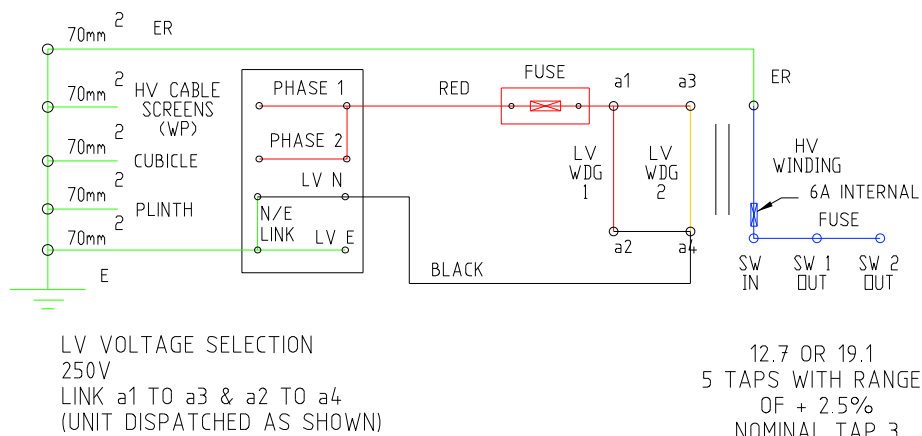 70mm 2 ER
70mm 2 HV CABLE
SCREENS
(WP)
70mm 2 CUBICLE
70mm 2 PLINTH
70mm 2
E
PHASE 1
PHASE 2
LV N
N/E
LINK
LV E
RED
FUSE
BLACK
a1
a3
LV
WDG
1
LV
WDG
2
a2
a4
ER
HV
WINDING
6A INTERNAL
FUSE
SW
IN
SW 1
OUT
SW 2
OUT
LV VOLTAGE SELECTION
250V
LINK a1 TO a3 & a2 TO a4
(UNIT DISPATCHED AS SHOWN)
12.7 OR 19.1
5 TAPS WITH RANGE
OF + 2.5%
NOMINAL TAP 3